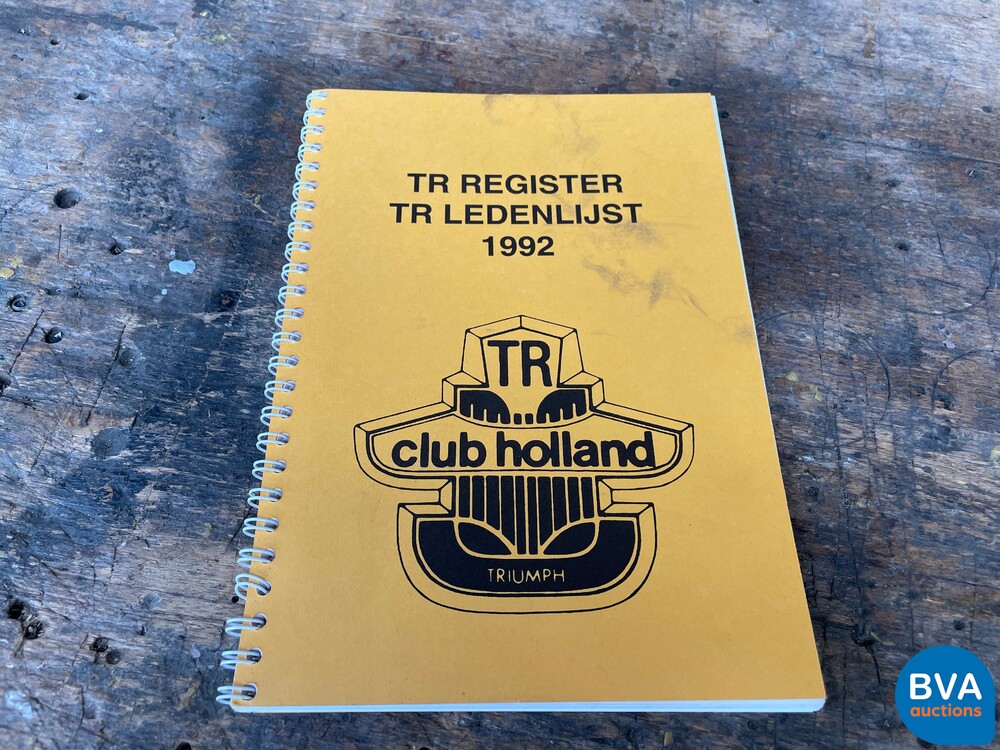 TR REGISTER
TR LEDENLIJST
1992
TR
club holland
TRIUMPH
BVA
auctions